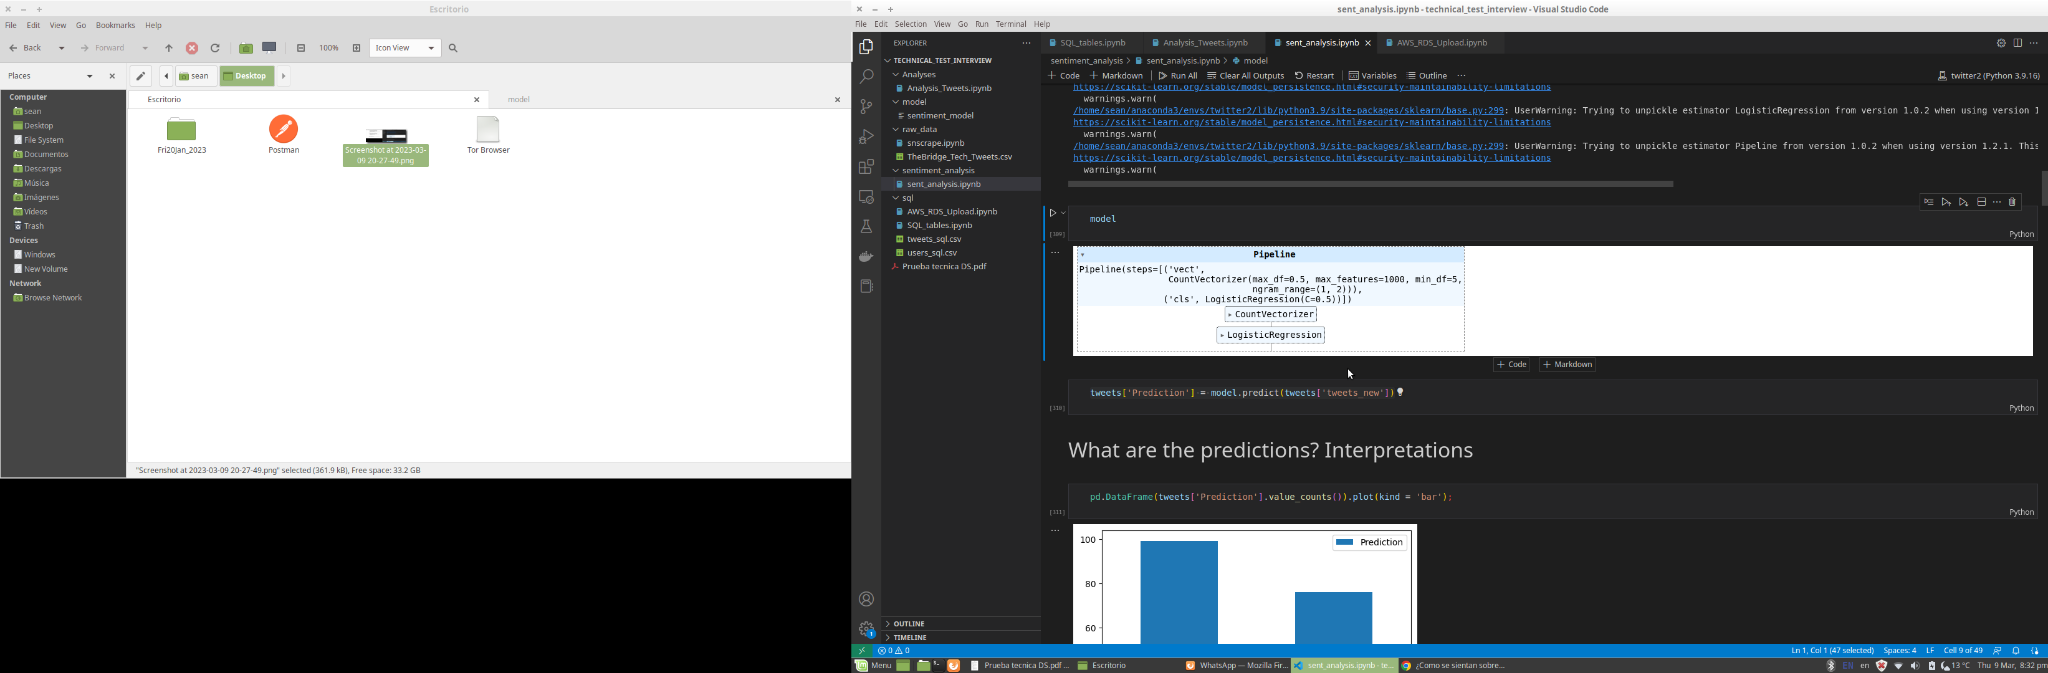 Escritorio
File Edit View Go Bookmarks Help
Back Forward 100% Icon View
Places sean Desktop
Escritorio model
Computer
sean
Desktop
File System
Documentos
Descargas
Música
Imágenes
Vídeos
Trash
Devices
Windows
New Volume
Network
Browse Network
Fri20Jan_2023
Postman
Screenshot at 2023-03-
09 20-27-49.png
Tor Browser
"Screenshot at 2023-03-09 20-27-49.png" selected (361.9 kB), Free space: 33.2 GB
sent_analysis.ipynb - technical_test_interview - Visual Studio Code
File Edit Selection View Go Run Terminal Help
EXPLORER
TECHNICAL_TEST_INTERVIEW
Analyses
Analysis_Tweets.ipynb
model
sentiment_model
raw_data
snscrape.ipynb
TheBridge_Tech_Tweets.csv
sentiment_analysis
sent_analysis.ipynb
sql
AWS_RDS_Upload.ipynb
SQL_tables.ipynb
tweets_sql.csv
users_sql.csv
Prueba tecnica DS.pdf
OUTLINE
TIMELINE
SQL_tables.ipynb Analysis_Tweets.ipynb sent_analysis.ipynb AWS_RDS_Upload.ipynb
sentiment_analysis > sent_analysis.ipynb > model
+ Code + Markdown Run All Clear All Outputs Restart Variables Outline ... twitter2 (Python 3.9.16)
https://scikit-learn.org/stable/model_persistence.html#security-maintainability-limitations
warnings.warn(
/home/sean/anaconda3/envs/twitter2/lib/python3.9/site-packages/sklearn/base.py:299: UserWarning: Trying to unpickle estimator LogisticRegression from version 1.0.2 when using version 1
https://scikit-learn.org/stable/model_persistence.html#security-maintainability-limitations
warnings.warn(
/home/sean/anaconda3/envs/twitter2/lib/python3.9/site-packages/sklearn/base.py:299: UserWarning: Trying to unpickle estimator Pipeline from version 1.0.2 when using version 1.2.1. This
https://scikit-learn.org/stable/model_persistence.html#security-maintainability-limitations
warnings.warn(
model
Python
Pipeline
Pipeline(steps=[('vect',
CountVectorizer(max_df=0.5, max_features=1000, min_df=5,
ngram_range=(1, 2))),
('cls', LogisticRegression(C=0.5))])
CountVectorizer
LogisticRegression
+ Code + Markdown
tweets['Prediction'] = model.predict(tweets['tweets_new'])
Python
What are the predictions? Interpretations
pd.DataFrame(tweets['Prediction'].value_counts()).plot(kind = 'bar');
[111]
Python
100
Prediction
80
60
0 0 Ln 1, Col 1 (47 selected) Spaces: 4 LF Cell 9 of 49
Menu Prueba tecnica DS.pdf ... Escritorio WhatsApp — Mozilla Fir... sent_analysis.ipynb - te... ¿Como se sientan sobre... EN en 13 °C Thu 9 Mar, 8:32 pm